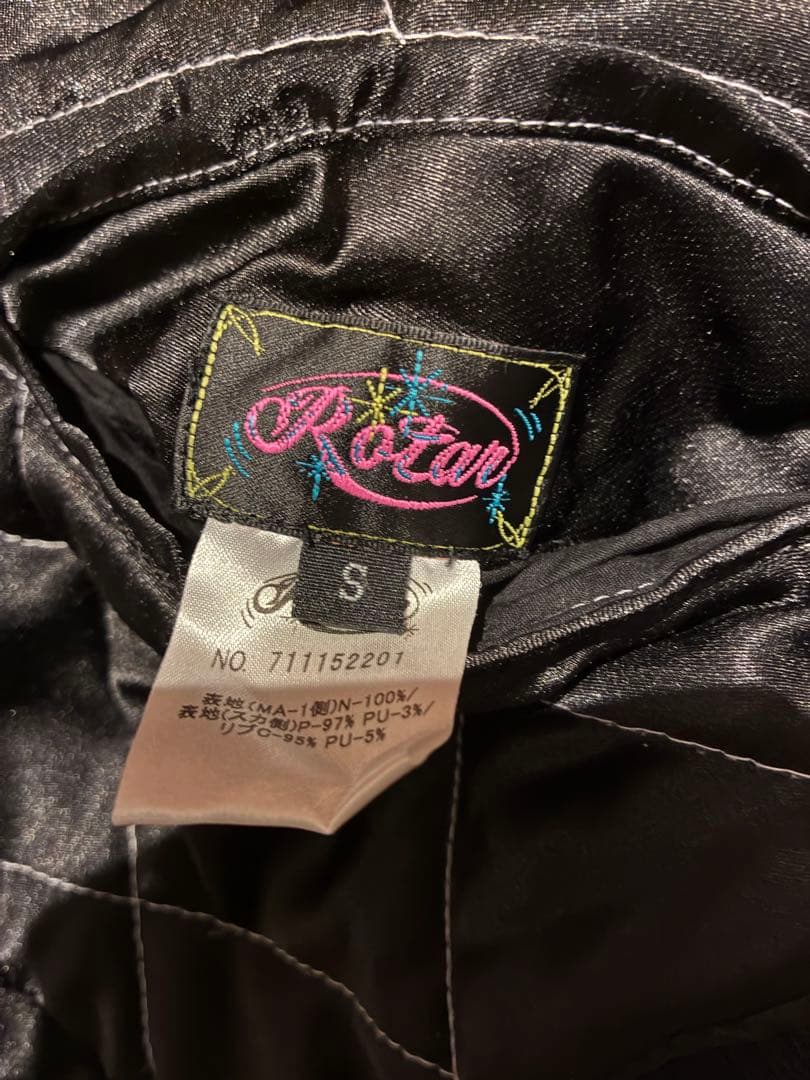 Rotar
S
NO. 711152201
表地(MA-1側)N-100%/
表地(スカ側)P-97% PU-3%/
リブC-95% PU-5%